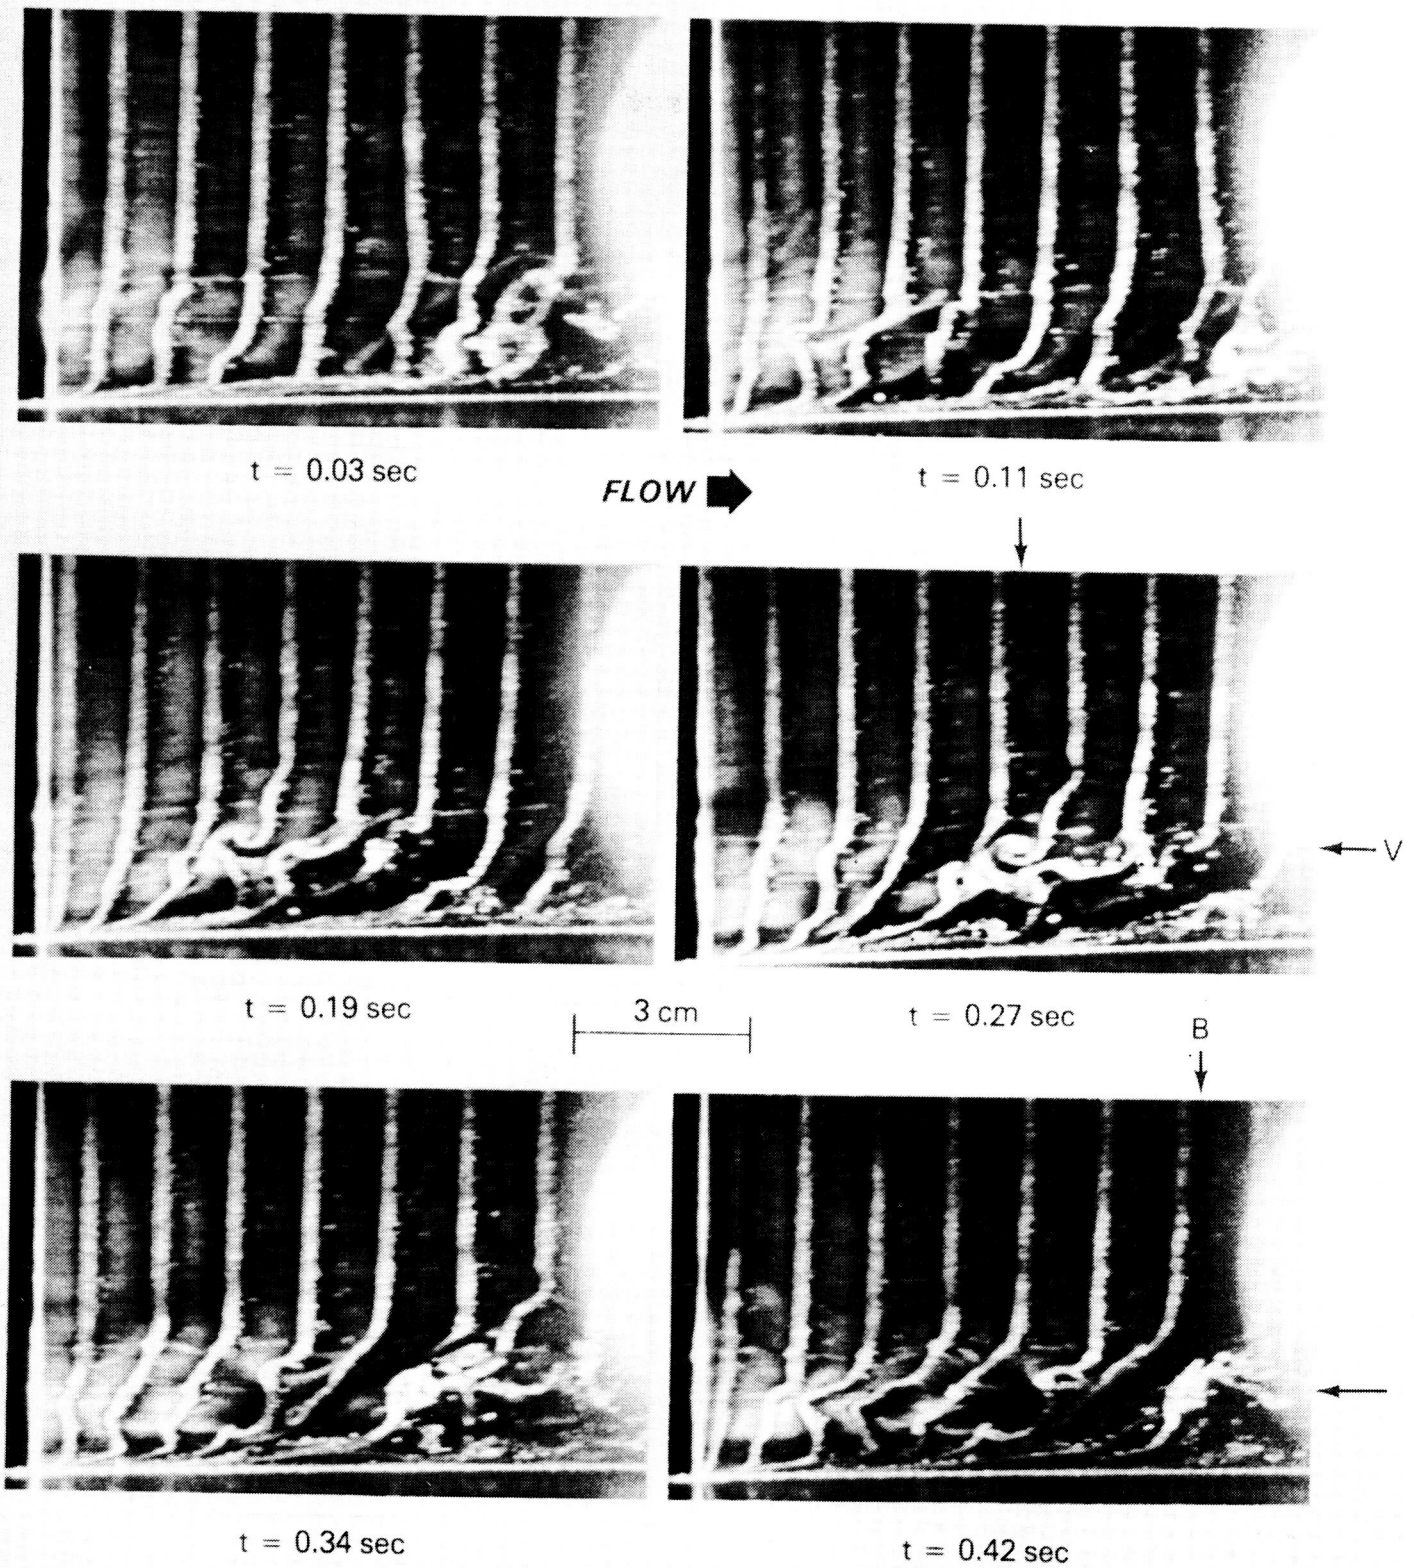 t = 0.03 sec
t = 0.11 sec
FLOW
V
t = 0.19 sec
3 cm
t = 0.27 sec
B
t = 0.34 sec
t = 0.42 sec